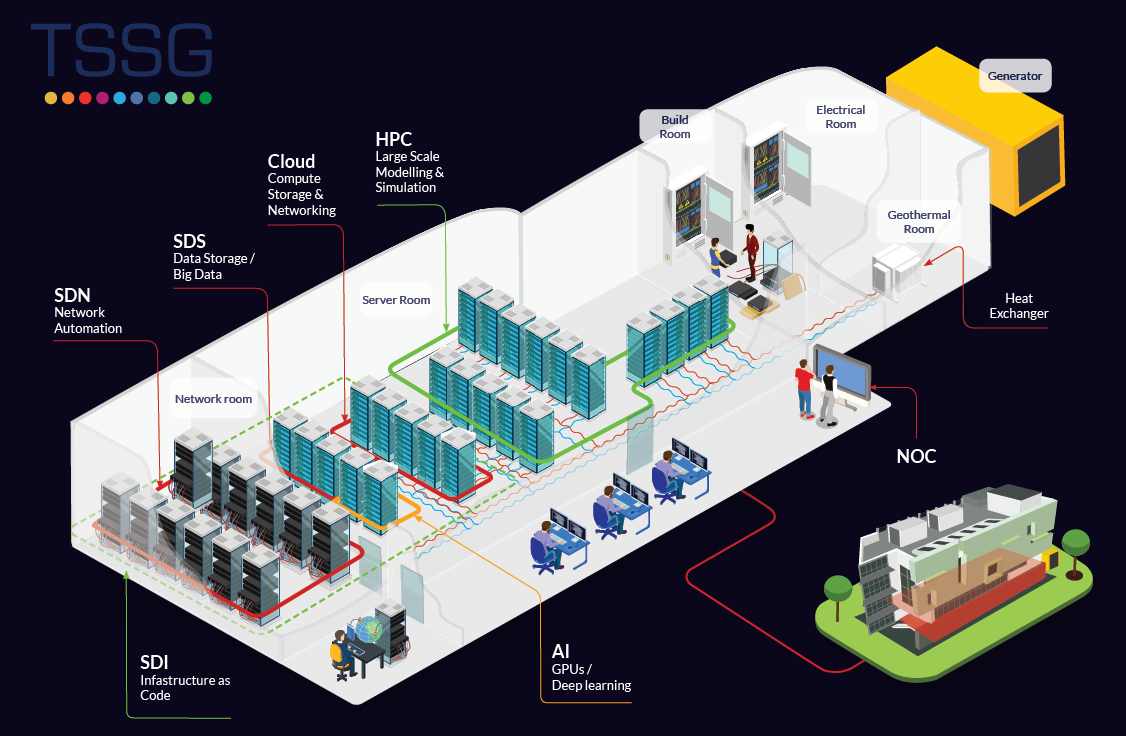 TSSG
Generator
Build
Room
Electrical
Room
HPC
Large Scale
Modelling &
Simulation
Cloud
Compute
Storage &
Networking
Geothermal
Room
SDS
Data Storage /
Big Data
Server Room
SDN
Network
Automation
Heat
Exchanger
Network room
NOC
SDI
Infastructure as
Code
AI
GPUs /
Deep learning